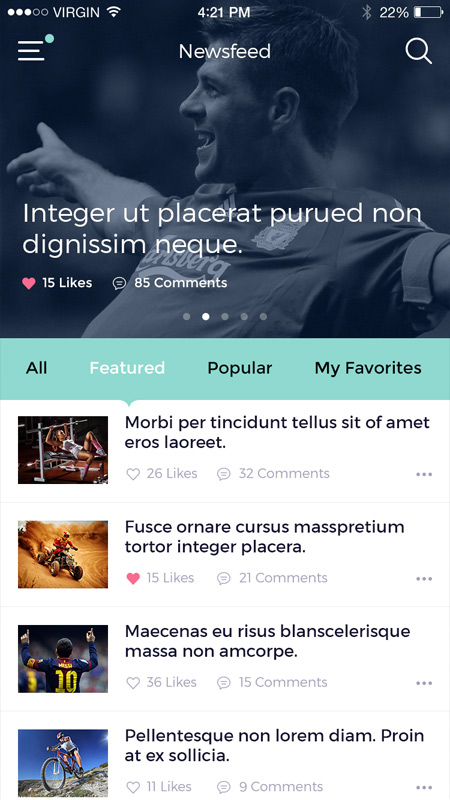 VIRGIN 4:21 PM 22%
Newsfeed
Integer ut placerat purued non
dignissim neque.
Carlsberg
15 Likes 85 Comments
All Featured Popular My Favorites
Morbi per tincidunt tellus sit of amet
eros laoreet.
26 Likes 32 Comments
Fusce ornare cursus masspretium
tortor integer placera.
15 Likes 21 Comments
Maecenas eu risus blanscelerisque
massa non amcorpe.
MESSI
10
36 Likes 15 Comments
Pellentesque non lorem diam. Proin
at ex sollicia.
11 Likes 9 Comments